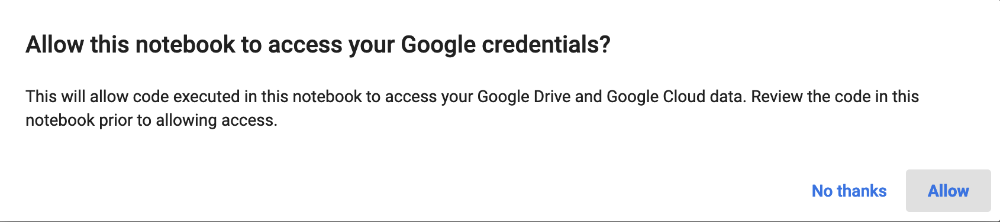 Allow this notebook to access your Google credentials?
This will allow code executed in this notebook to access your Google Drive and Google Cloud data. Review the code in this
notebook prior to allowing access.
No thanks
Allow